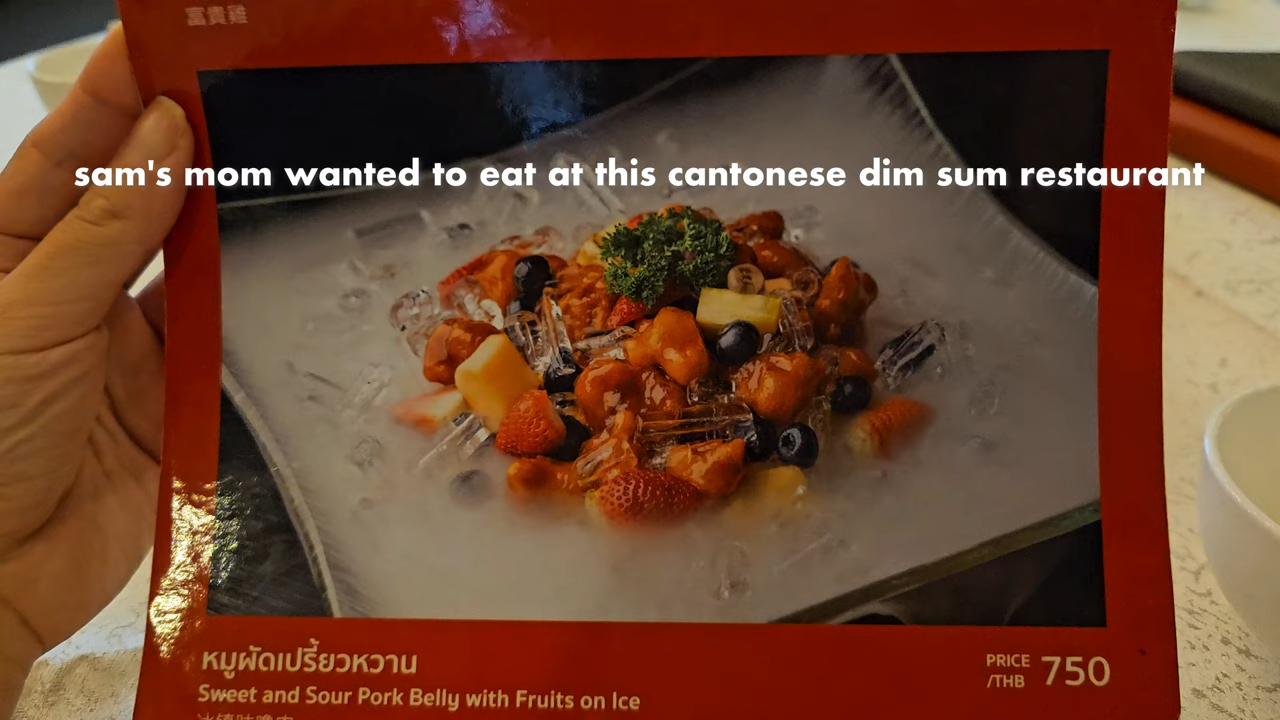 富貴雞
sam's mom wanted to eat at this cantonese dim sum restaurant
หมูผัดเปรี้ยวหวาน
Sweet and Sour Pork Belly with Fruits on Ice
PRICE
/THB
750